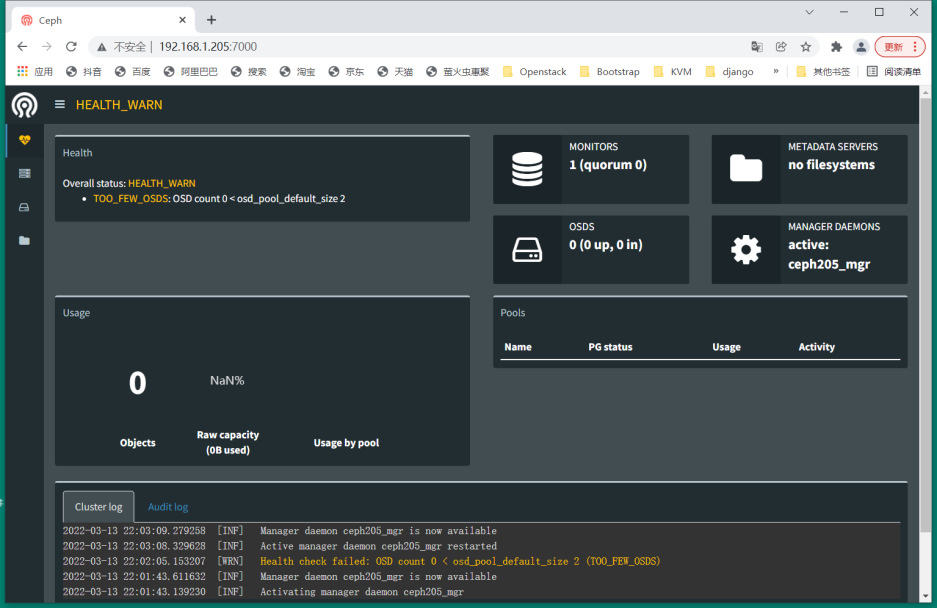 Ceph
不安全 | 192.168.1.205:7000
更新
应用 抖音 百度 阿里巴巴 搜索 淘宝 京东 天猫 萤火虫惠聚 Openstack Bootstrap KVM django » 其他书签 阅读清单
HEALTH_WARN
Health
Overall status: HEALTH_WARN
TOO_FEW_OSDS: OSD count 0 < osd_pool_default_size 2
MONITORS
1 (quorum 0)
METADATA SERVERS
no filesystems
OSDS
0 (0 up, 0 in)
MANAGER DAEMONS
active:
ceph205_mgr
Usage
0
NaN%
Objects
Raw capacity
(0B used)
Usage by pool
Pools
Name PG status Usage Activity
Cluster log Audit log
2022-03-13 22:03:09.279258 [INF] Manager daemon ceph205_mgr is now available
2022-03-13 22:03:08.329628 [INF] Active manager daemon ceph205_mgr restarted
2022-03-13 22:02:05.153207 [WRN] Health check failed: OSD count 0 < osd_pool_default_size 2 (TOO_FEW_OSDS)
2022-03-13 22:01:43.611632 [INF] Manager daemon ceph205_mgr is now available
2022-03-13 22:01:43.139230 [INF] Activating manager daemon ceph205_mgr